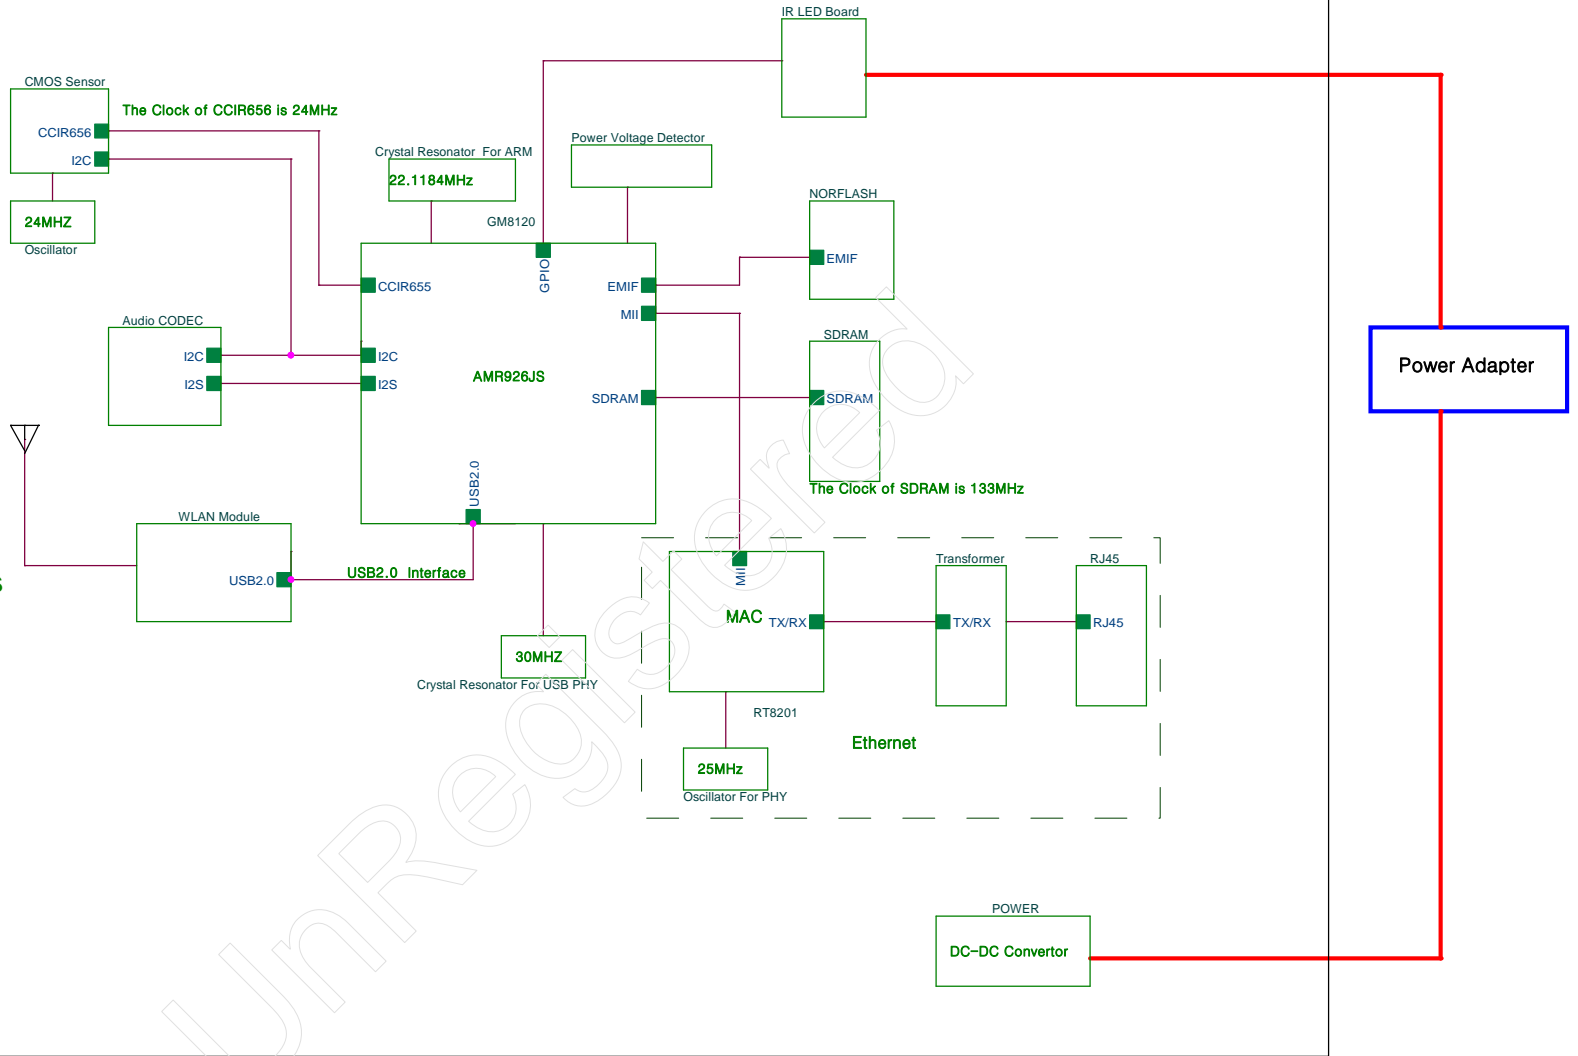 IR LED Board
CMOS Sensor
The Clock of CCIR656 is 24MHz
CCIR656
I2C
Crystal Resonator For ARM
22.1184MHz
Power Voltage Detector
NORFLASH
24MHZ
Oscillator
GM8120
GPIO
EMIF
EMIF
CCIR655
MII
Audio CODEC
SDRAM
I2C
I2C
I2S
I2S
AMR926JS
SDRAM
SDRAM
Power Adapter
USB2.0
The Clock of SDRAM is 133MHz
WLAN Module
USB2.0
USB2.0 Interface
MII
Transformer
RJ45
MAC
TX/RX
TX/RX
RJ45
30MHZ
Crystal Resonator For USB PHY
RT8201
Ethernet
25MHz
Oscillator For PHY
POWER
DC-DC Convertor
UnRegistered